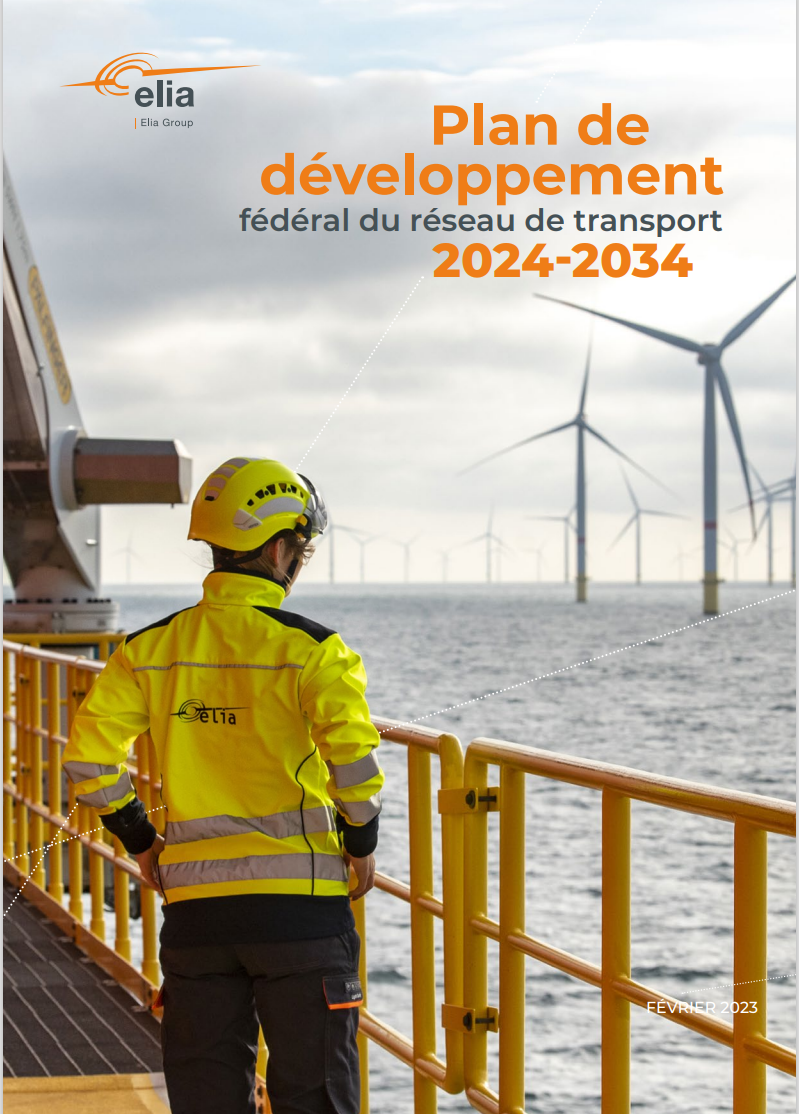 elia
| Elia Group
Plan de
développement
fédéral du réseau de transport
2024-2034
elia
FÉVRIER 2023